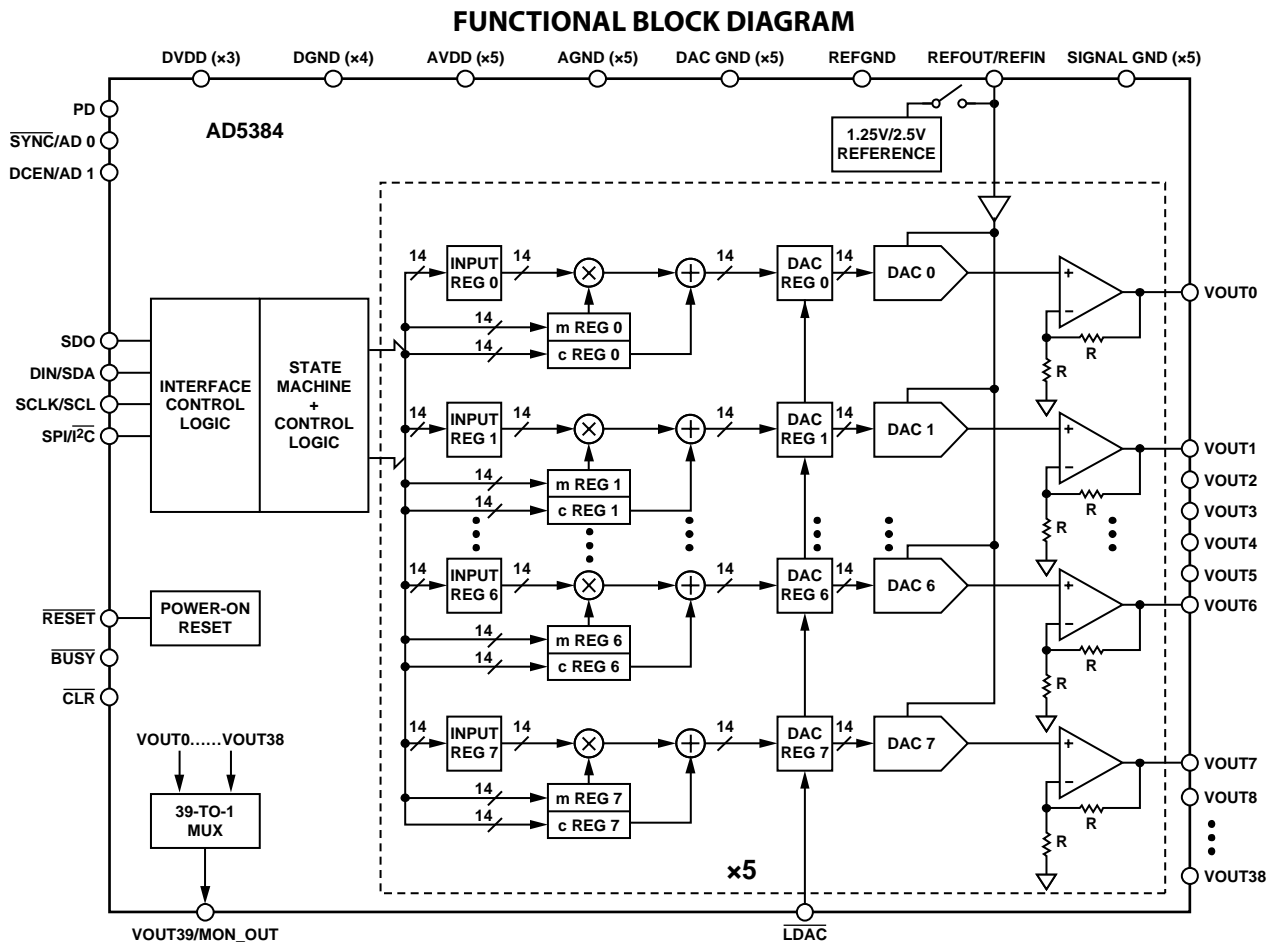 FUNCTIONAL BLOCK DIAGRAM
DVDD (×3) DGND (×4) AVDD (×5) AGND (×5) DAC GND (×5) REFGND REFOUT/REFIN SIGNAL GND (×5)
PD
SYNC/AD 0
DCEN/AD 1
AD5384
1.25V/2.5V
REFERENCE
14 INPUT REG 0 14 × + 14 DAC REG 0 14 DAC 0 + − R R VOUT0
14 m REG 0
14 c REG 0
SDO
DIN/SDA
SCLK/SCL
SPI/I2C
INTERFACE
CONTROL
LOGIC
STATE
MACHINE
+
CONTROL
LOGIC
14 INPUT REG 1 14 × + 14 DAC REG 1 14 DAC 1 + − R R VOUT1
14 m REG 1
14 c REG 1
VOUT2
VOUT3
VOUT4
VOUT5
14 INPUT REG 6 14 × + 14 DAC REG 6 14 DAC 6 + − R R VOUT6
14 m REG 6
14 c REG 6
RESET
POWER-ON
RESET
BUSY
CLR
14 INPUT REG 7 14 × + 14 DAC REG 7 14 DAC 7 + − R R VOUT7
14 m REG 7
14 c REG 7
VOUT8
VOUT38
VOUT0......VOUT38
39-TO-1
MUX
×5
VOUT39/MON_OUT
LDAC